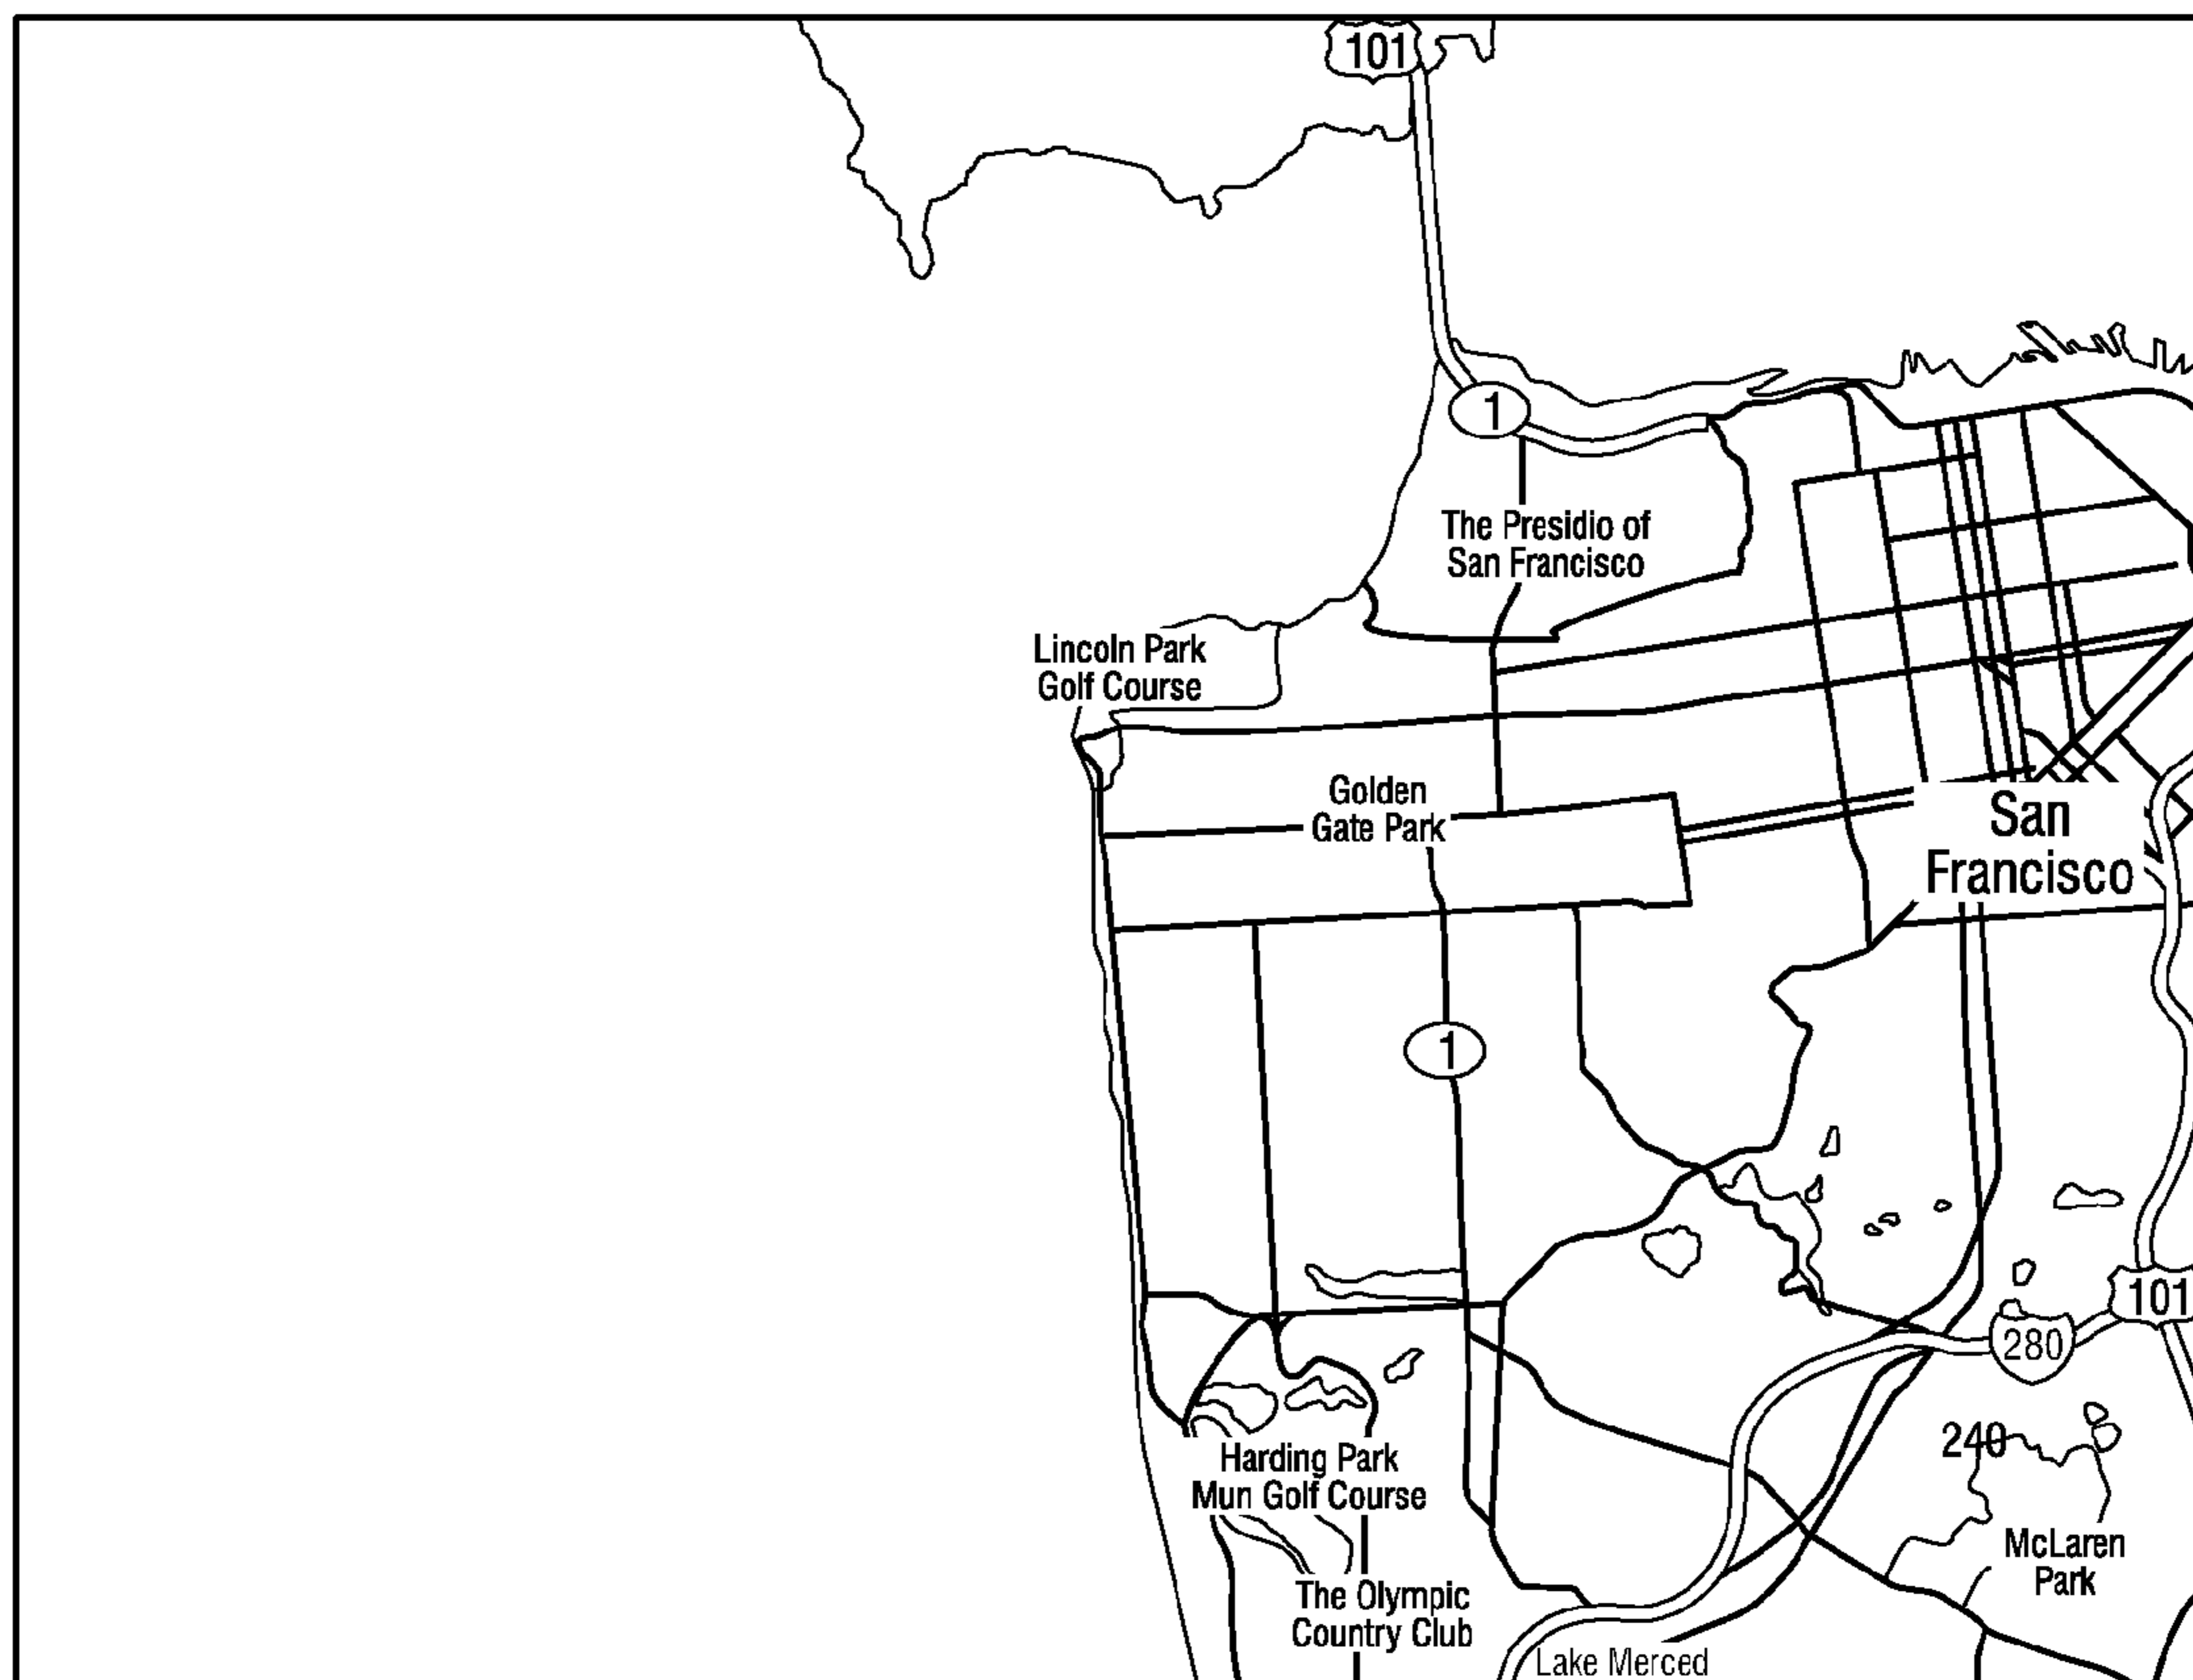 101
1
The Presidio of
San Francisco
Lincoln Park
Golf Course
Golden
Gate Park
San
Francisco
1
101
280
240
Harding Park
Mun Golf Course
McLaren
Park
The Olympic
Country Club
Lake Merced